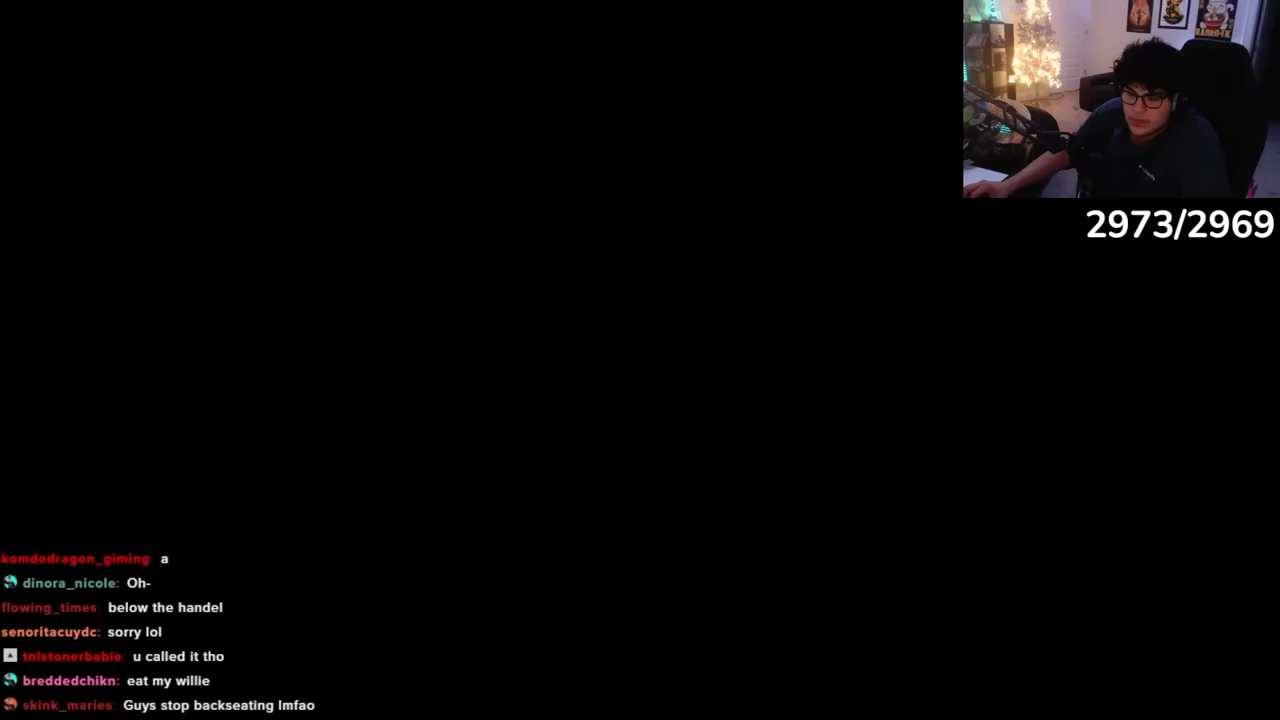 2973/2969
komdodragon_giming: a
dinora_nicole: Oh-
flowing_times: below the handel
senoritacuydc: sorry lol
tnlstonerbabie: u called it tho
breddedchikn: eat my willie
skink_maries: Guys stop backseating lmfao